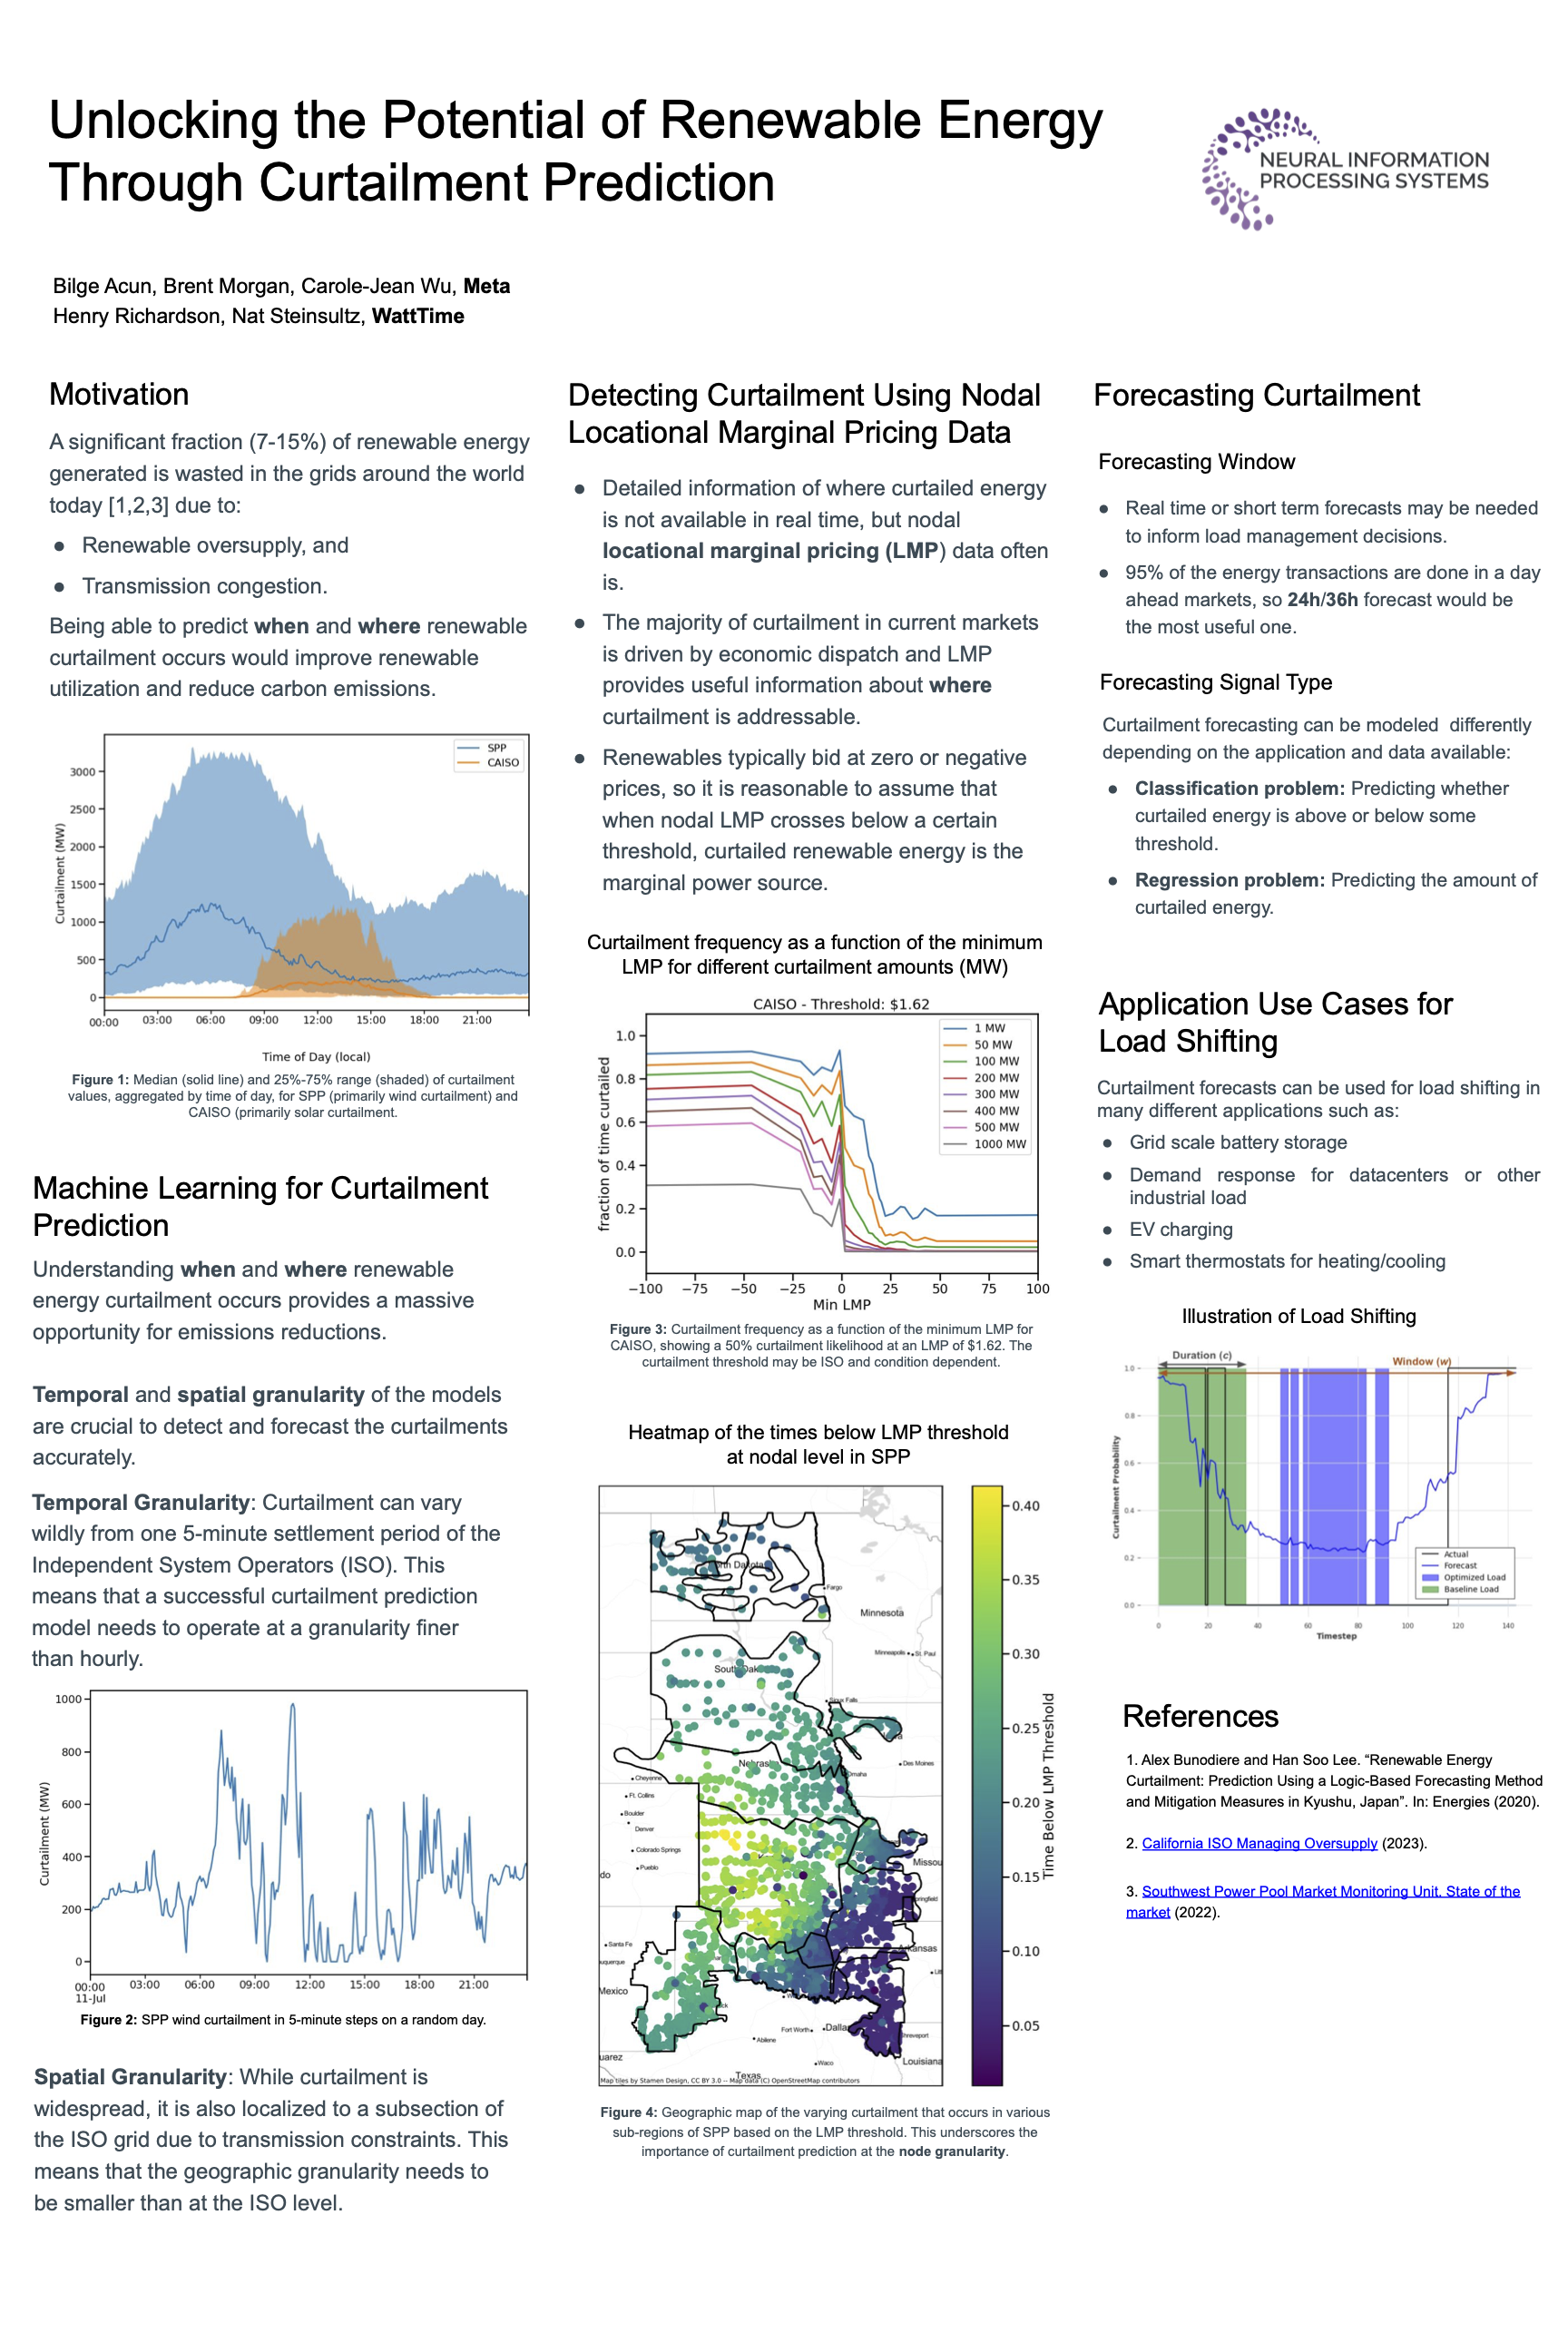 Unlocking the Potential of Renewable Energy
Through Curtailment Prediction
NEURAL INFORMATION
PROCESSING SYSTEMS
Bilge Acun, Brent Morgan, Carole-Jean Wu, Meta
Henry Richardson, Nat Steinsultz, WattTime
Motivation
A significant fraction (7-15%) of renewable energy
generated is wasted in the grids around the world
today [1,2,3] due to:
● Renewable oversupply, and
● Transmission congestion.
Being able to predict when and where renewable
curtailment occurs would improve renewable
utilization and reduce carbon emissions.
SPP
CAISO
Curtailment (MW)
3000
2500
2000
1500
1000
500
0
00:00 03:00 06:00 09:00 12:00 15:00 18:00 21:00
Time of Day (local)
Figure 1: Median (solid line) and 25%-75% range (shaded) of curtailment
values, aggregated by time of day, for SPP (primarily wind curtailment) and
CAISO (primarily solar curtailment.
Machine Learning for Curtailment
Prediction
Understanding when and where renewable
energy curtailment occurs provides a massive
opportunity for emissions reductions.
Temporal and spatial granularity of the models
are crucial to detect and forecast the curtailments
accurately.
Temporal Granularity: Curtailment can vary
wildly from one 5-minute settlement period of the
Independent System Operators (ISO). This
means that a successful curtailment prediction
model needs to operate at a granularity finer
than hourly.
Curtailment (MW)
1000
800
600
400
200
0
00:00 03:00 06:00 09:00 12:00 15:00 18:00 21:00
11-Jul
Figure 2: SPP wind curtailment in 5-minute steps on a random day.
Spatial Granularity: While curtailment is
widespread, it is also localized to a subsection of
the ISO grid due to transmission constraints. This
means that the geographic granularity needs to
be smaller than at the ISO level.
Detecting Curtailment Using Nodal
Locational Marginal Pricing Data
● Detailed information of where curtailed energy
is not available in real time, but nodal
locational marginal pricing (LMP) data often
is.
● The majority of curtailment in current markets
is driven by economic dispatch and LMP
provides useful information about where
curtailment is addressable.
● Renewables typically bid at zero or negative
prices, so it is reasonable to assume that
when nodal LMP crosses below a certain
threshold, curtailed renewable energy is the
marginal power source.
Curtailment frequency as a function of the minimum
LMP for different curtailment amounts (MW)
CAISO - Threshold: $1.62
fraction of time curtailed
1.0
0.8
0.6
0.4
0.2
0.0
1 MW
50 MW
100 MW
200 MW
300 MW
400 MW
500 MW
1000 MW
−100 −75 −50 −25 0 25 50 75 100
Min LMP
Figure 3: Curtailment frequency as a function of the minimum LMP for
CAISO, showing a 50% curtailment likelihood at an LMP of $1.62. The
curtailment threshold may be ISO and condition dependent.
Heatmap of the times below LMP threshold
at nodal level in SPP
Fargo
Minnesota
Minneapolis St. Paul
Sioux Falls
Des Moines
Omaha
Cheyenne
Ft. Collins
Boulder
Denver
Colorado Springs
Pueblo
do
Missou
Arkansas
Santa Fe
uquerque
Mexico
Fort Worth
Dallas
Abilene
Shreveport
Waco
Louisiana
uarez
Texas
Map tiles by Stamen Design, CC BY 3.0 -- Map data (C) OpenStreetMap contributors
0.40
0.35
0.30
0.25
0.20
0.15
0.10
0.05
Time Below LMP Threshold
Figure 4: Geographic map of the varying curtailment that occurs in various
sub-regions of SPP based on the LMP threshold. This underscores the
importance of curtailment prediction at the node granularity.
Forecasting Curtailment
Forecasting Window
● Real time or short term forecasts may be needed
to inform load management decisions.
● 95% of the energy transactions are done in a day
ahead markets, so 24h/36h forecast would be
the most useful one.
Forecasting Signal Type
Curtailment forecasting can be modeled differently
depending on the application and data available:
● Classification problem: Predicting whether
curtailed energy is above or below some
threshold.
● Regression problem: Predicting the amount of
curtailed energy.
Application Use Cases for
Load Shifting
Curtailment forecasts can be used for load shifting in
many different applications such as:
● Grid scale battery storage
● Demand response for datacenters or other
industrial load
● EV charging
● Smart thermostats for heating/cooling
Illustration of Load Shifting
Duration (c)
Window (w)
Curtailment Probability
1.0
0.8
0.6
0.4
0.2
0.0
Actual
Forecast
Optimized Load
Baseline Load
0 20 40 60 80 100 120 140
Timestep
References
1. Alex Bunodiere and Han Soo Lee. “Renewable Energy
Curtailment: Prediction Using a Logic-Based Forecasting Method
and Mitigation Measures in Kyushu, Japan”. In: Energies (2020).
2. California ISO Managing Oversupply (2023).
3. Southwest Power Pool Market Monitoring Unit. State of the
market (2022).